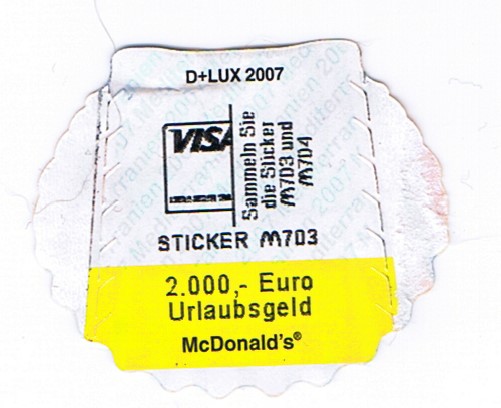 D+LUX 2007
VISA
Sammeln Sie
die Sticker
M703 und
M704
STICKER M703
2.000,- Euro
Urlaubsgeld
McDonald's®